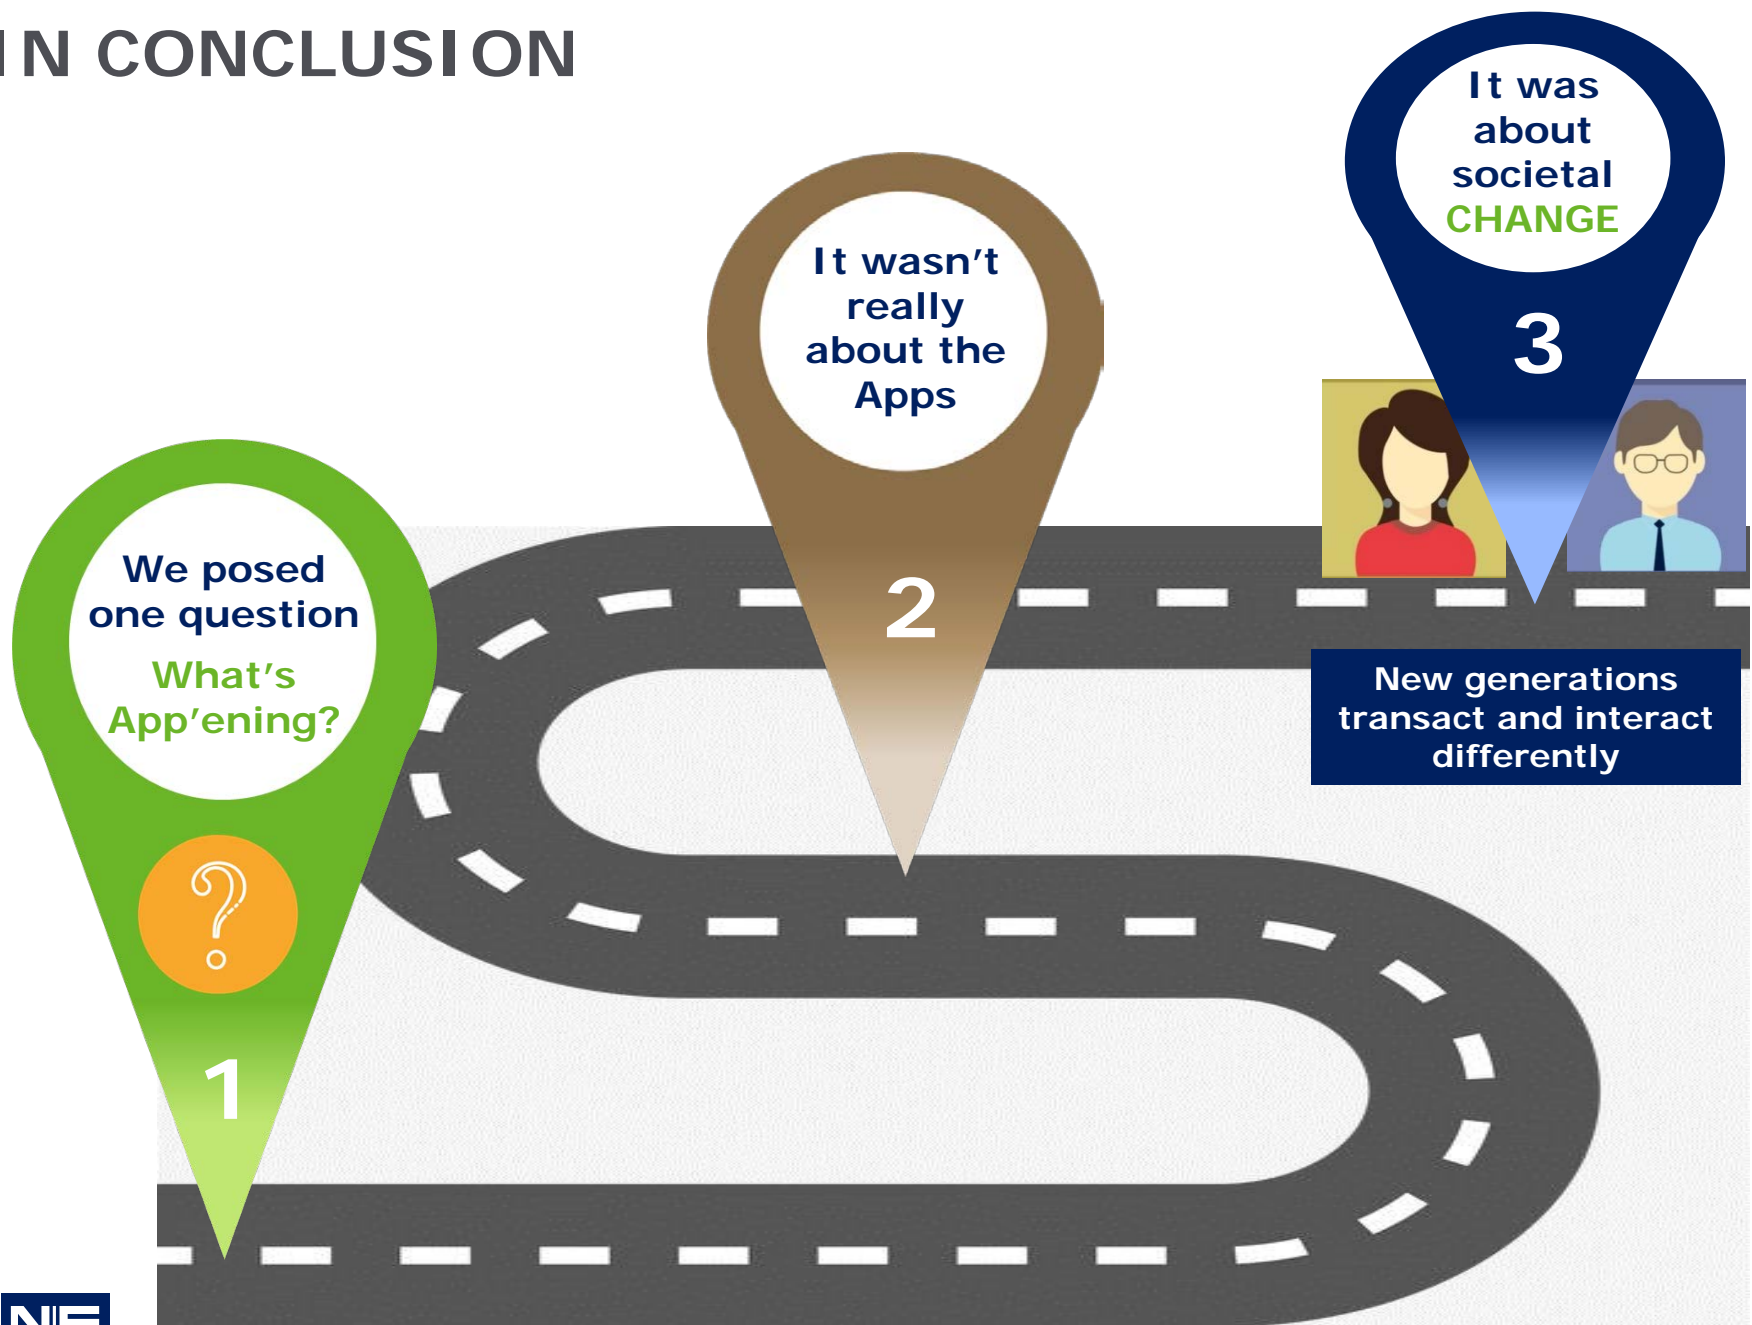 IN CONCLUSION
It was
about
societal
CHANGE
3
It wasn't
really
about the
Apps
2
We posed
one question
What's
App'ening?
?
1
New generations
transact and interact
differently